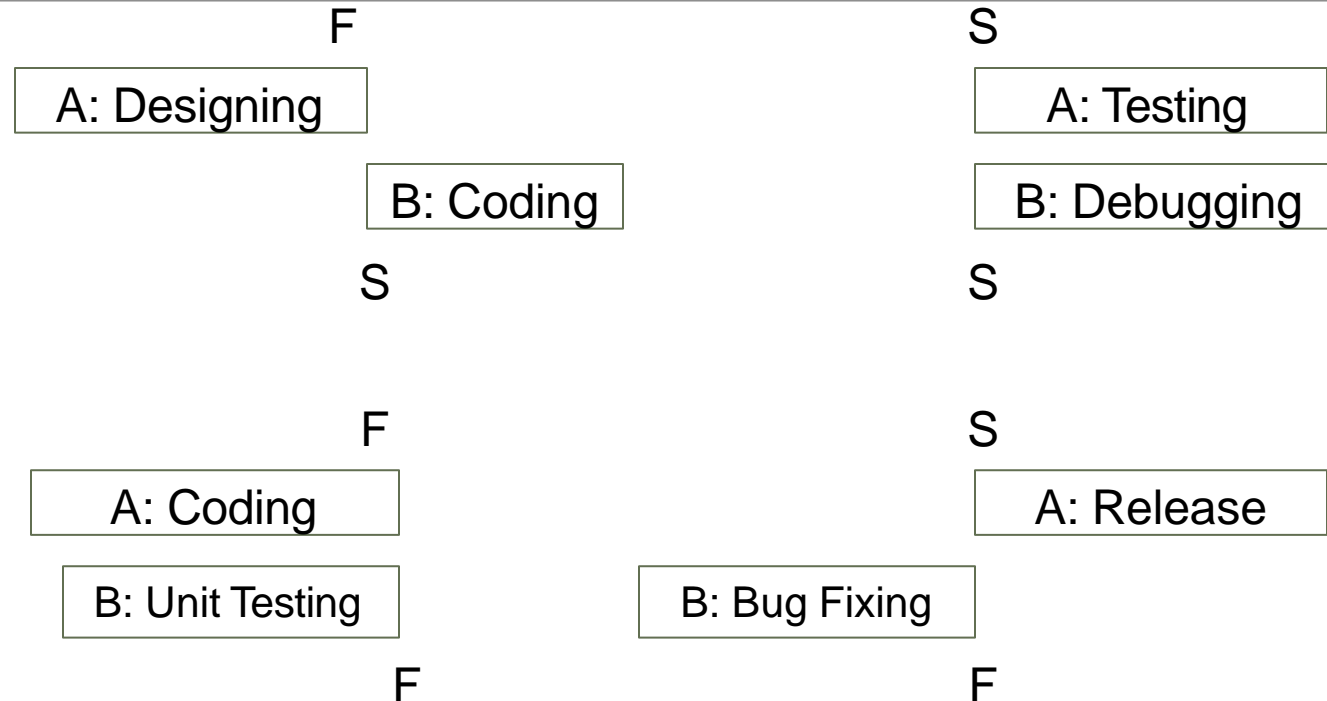 F
S
A: Designing
A: Testing
B: Coding
B: Debugging
S
S
F
S
A: Coding
A: Release
B: Unit Testing
B: Bug Fixing
F
F